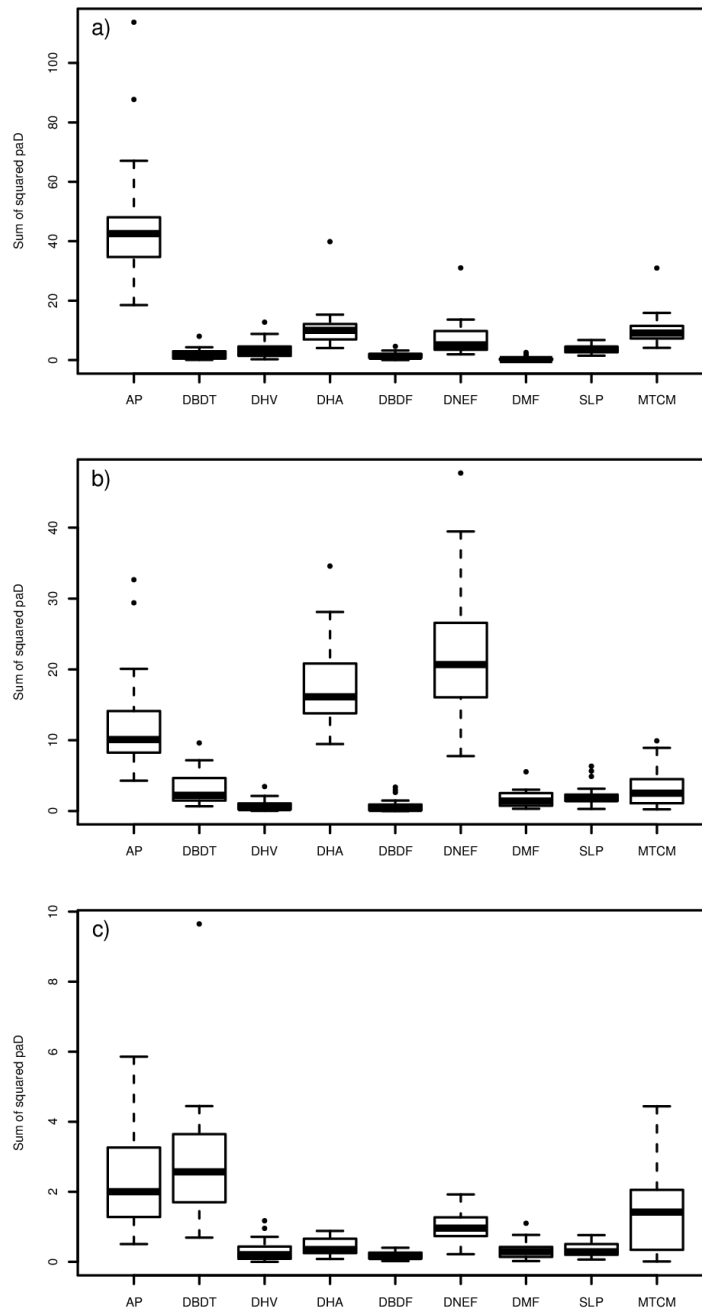 a)
Sum of squared paD
100
80
60
40
20
0
AP DBDT DHV DHA DBDF DNEF DMF SLP MTCM
b)
Sum of squared paD
40
30
20
10
0
AP DBDT DHV DHA DBDF DNEF DMF SLP MTCM
c)
Sum of squared paD
10
8
6
4
2
0
AP DBDT DHV DHA DBDF DNEF DMF SLP MTCM